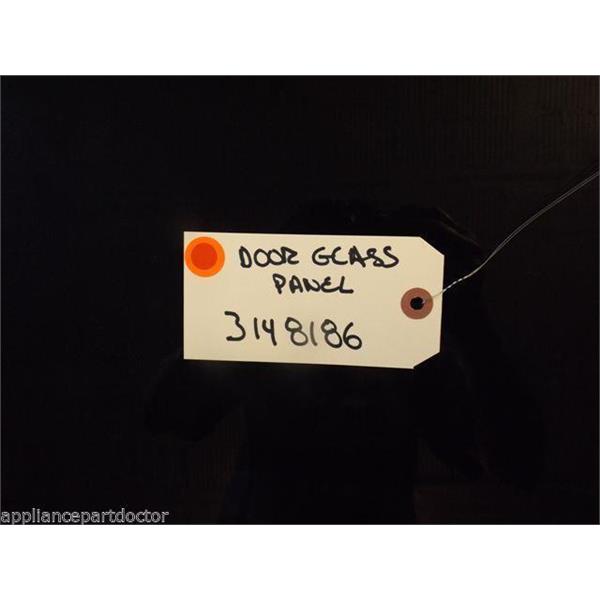 DOOR GLASS
PANEL
3148186
appliancepartdoctor